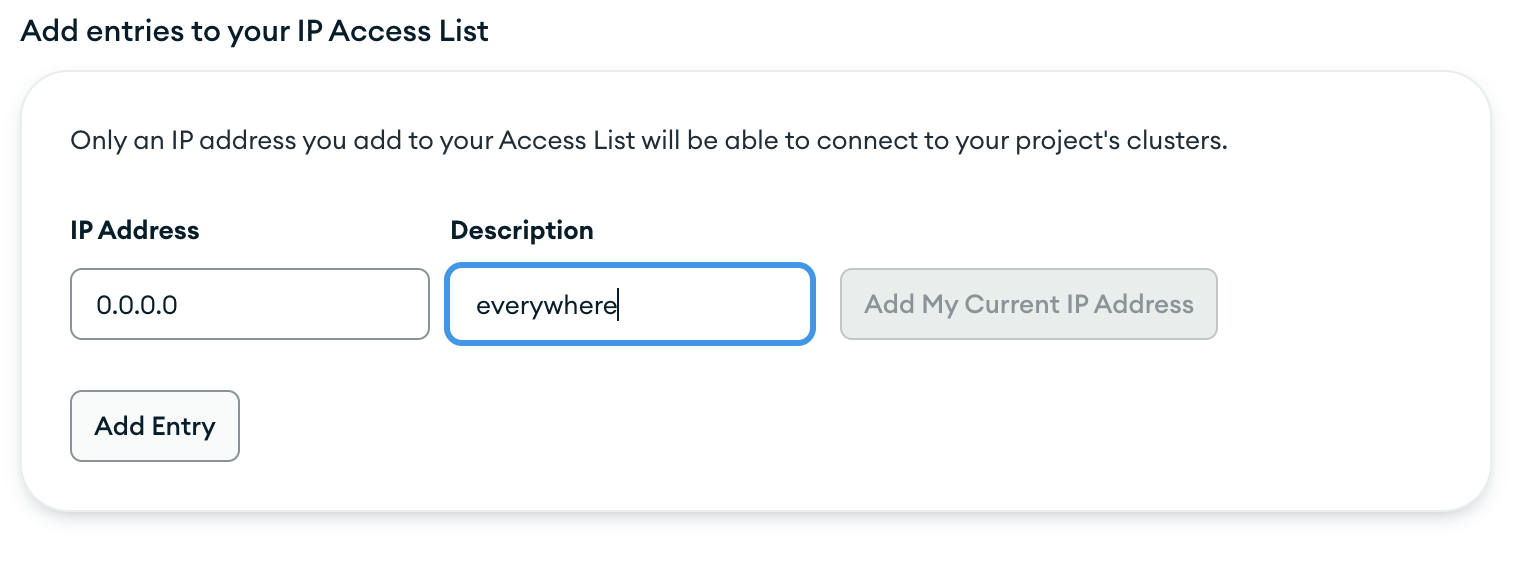 Add entries to your IP Access List
Only an IP address you add to your Access List will be able to connect to your project's clusters.
IP Address
Description
0.0.0.0
everywhere
Add My Current IP Address
Add Entry